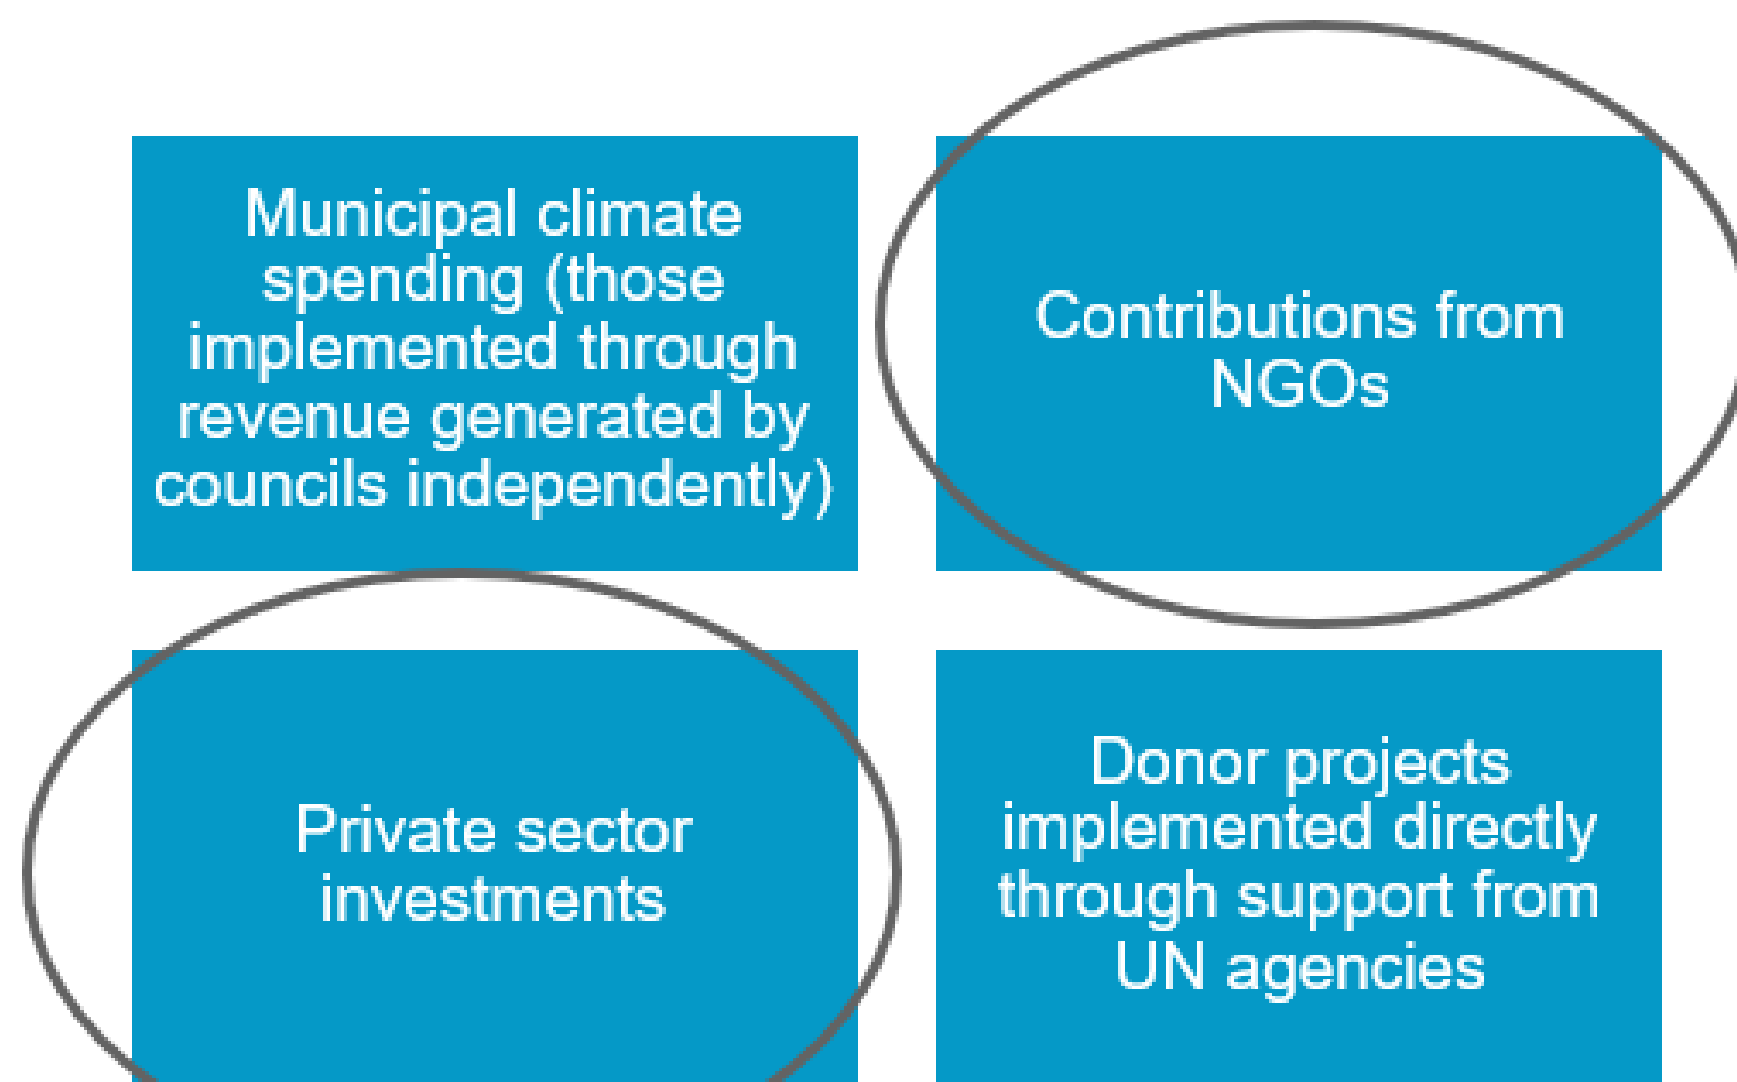 Municipal climate
spending (those
implemented through
revenue generated by
councils independently)
Contributions from
NGOs
Private sector
investments
Donor projects
implemented directly
through support from
UN agencies